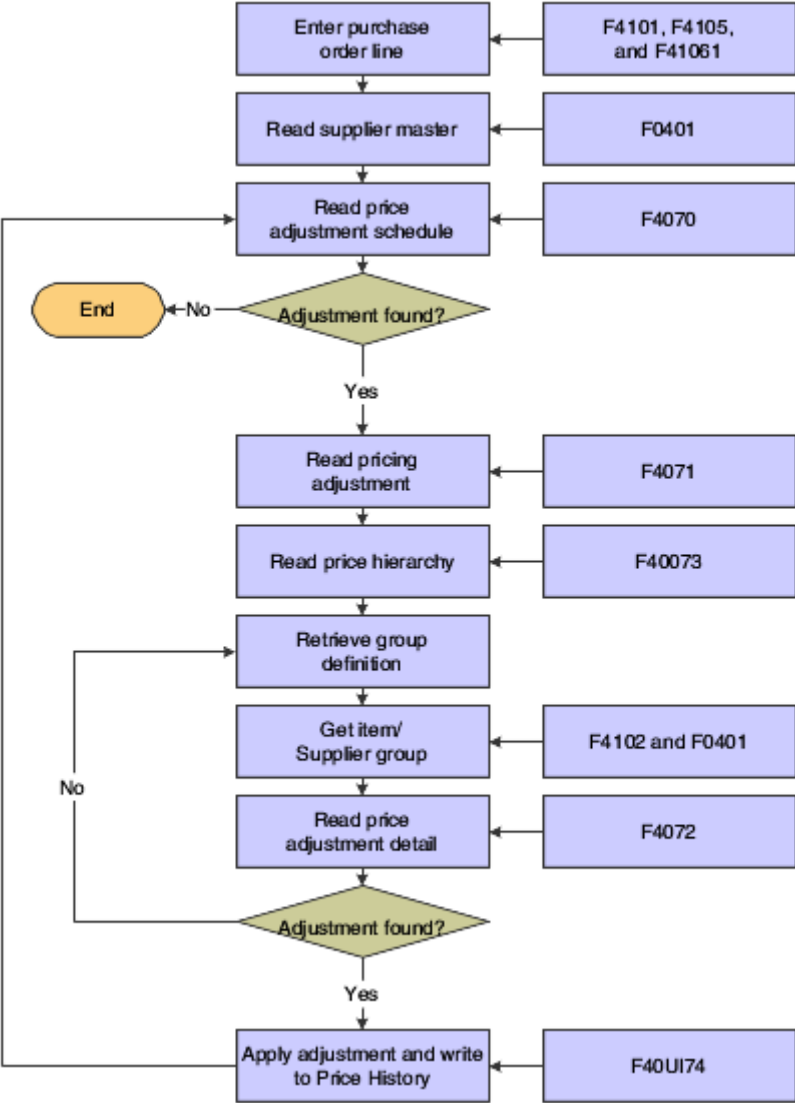 Enter purchase
order line
F4101, F4105,
and F41061
Read supplier master
F0401
Read price
adjustment schedule
F4070
End
No
Adjustment found?
Yes
Read pricing
adjustment
F4071
Read price hierarchy
F40073
Retrieve group
definition
Get item/
Supplier group
F4102 and F0401
No
Read price
adjustment detail
F4072
Adjustment found?
Yes
Apply adjustment and write
to Price History
F40UI74